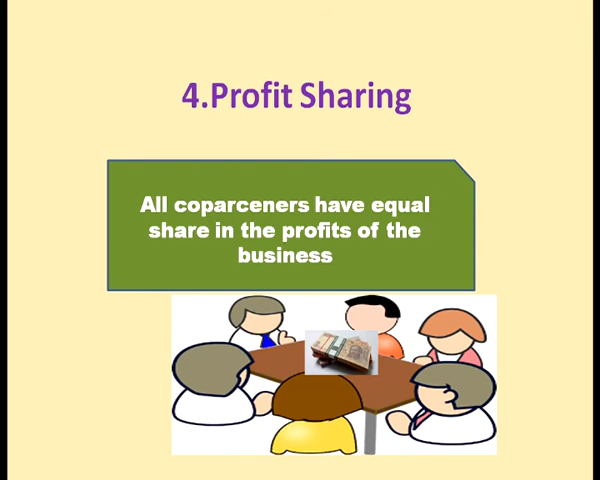 4.Profit Sharing
All coparceners have equal
share in the profits of the
business